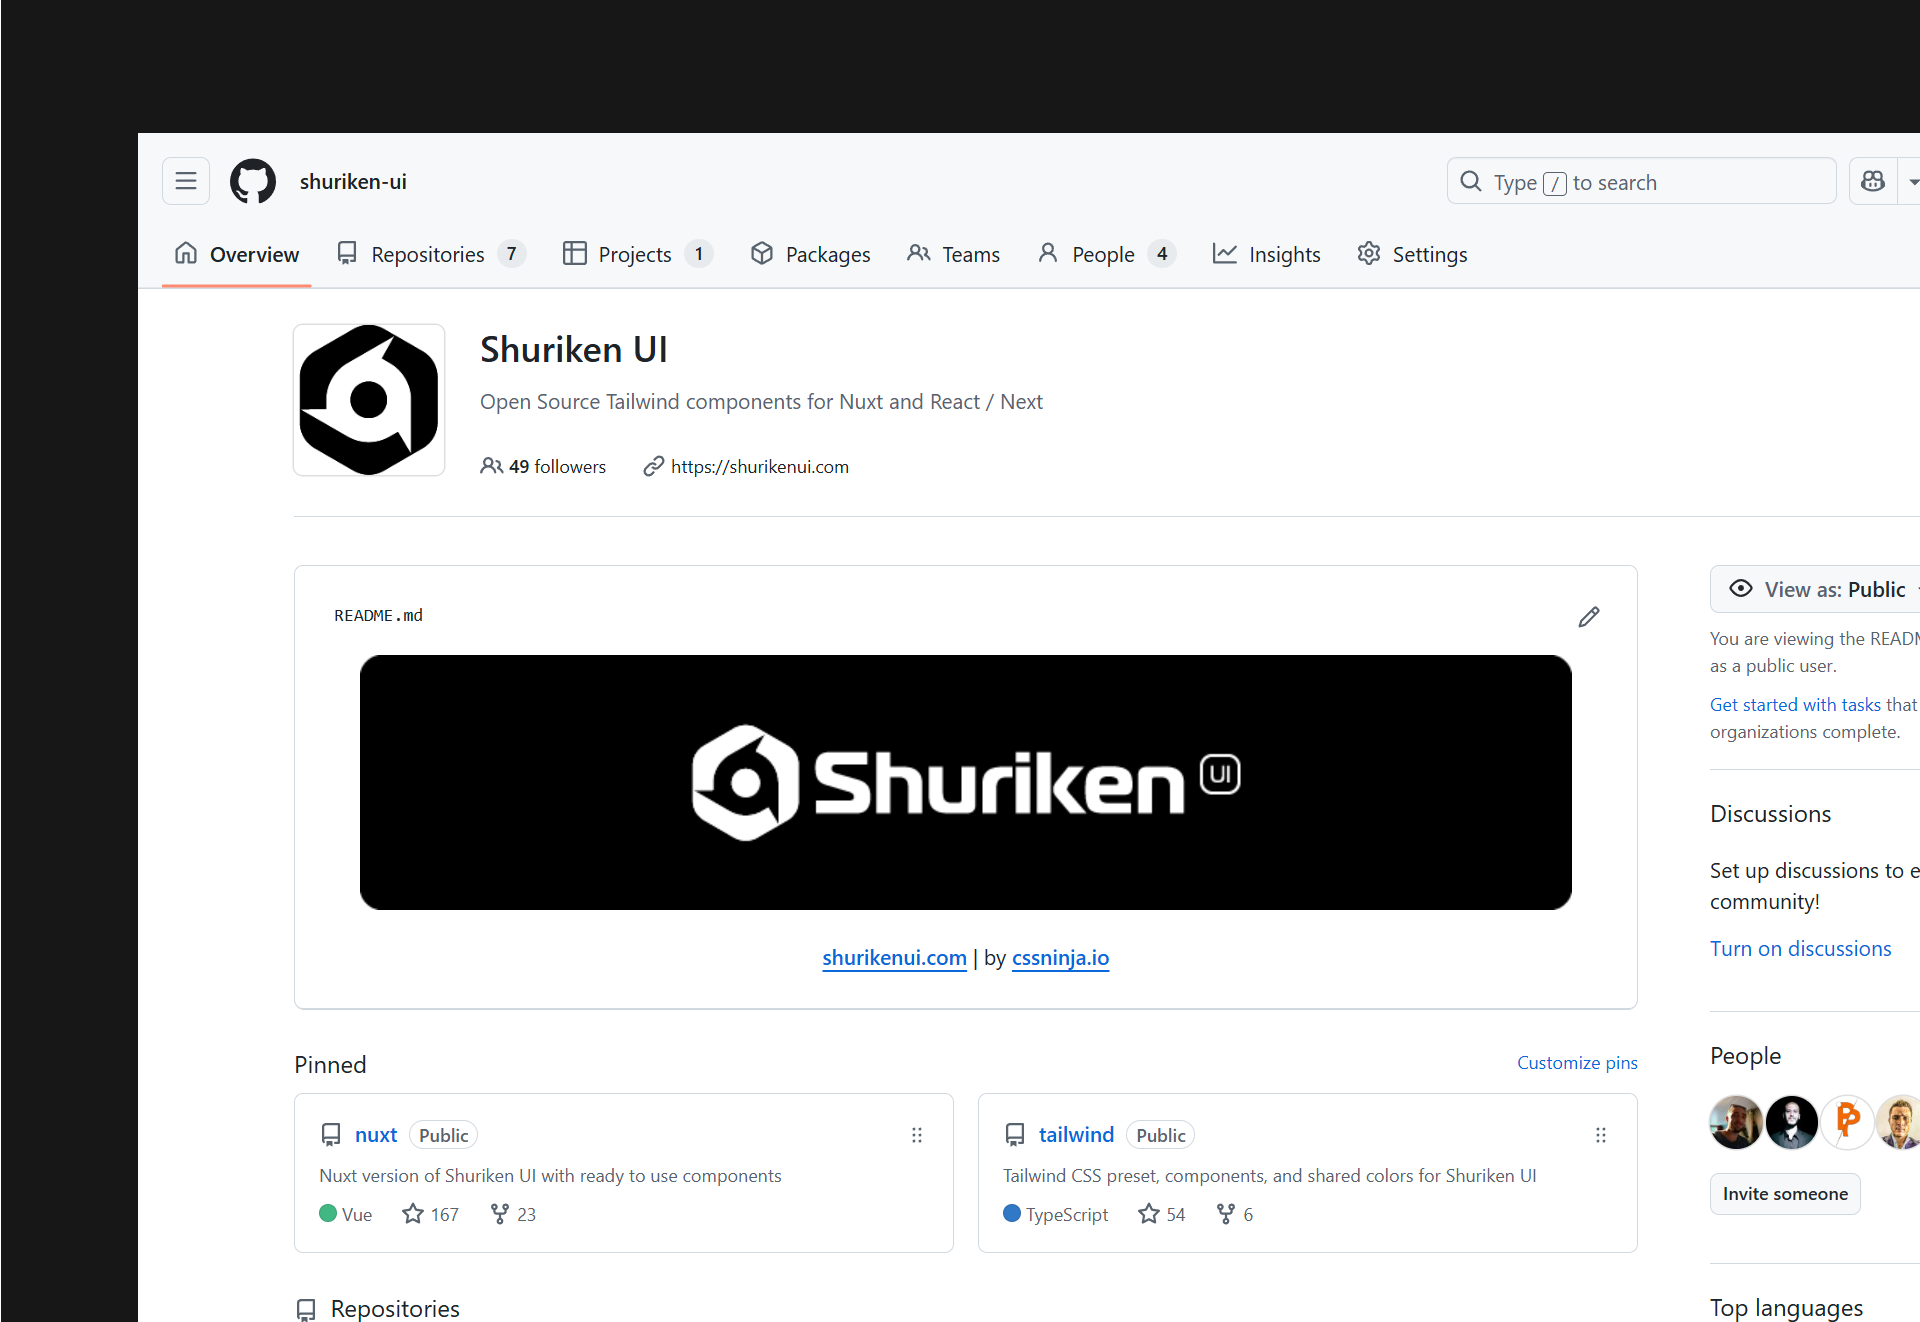 shuriken-ui
Type / to search
Overview
Repositories 7
Projects 1
Packages
Teams
People 4
Insights
Settings
Shuriken UI
Open Source Tailwind components for Nuxt and React / Next
49 followers
https://shurikenui.com
README.md
Shuriken UI
shurikenui.com | by cssninja.io
Pinned
Customize pins
nuxt Public
Nuxt version of Shuriken UI with ready to use components
Vue 167 23
tailwind Public
Tailwind CSS preset, components, and shared colors for Shuriken UI
TypeScript 54 6
Repositories
View as: Public
You are viewing the READM
as a public user.
Get started with tasks that
organizations complete.
Discussions
Set up discussions to e
community!
Turn on discussions
People
Invite someone
Top languages